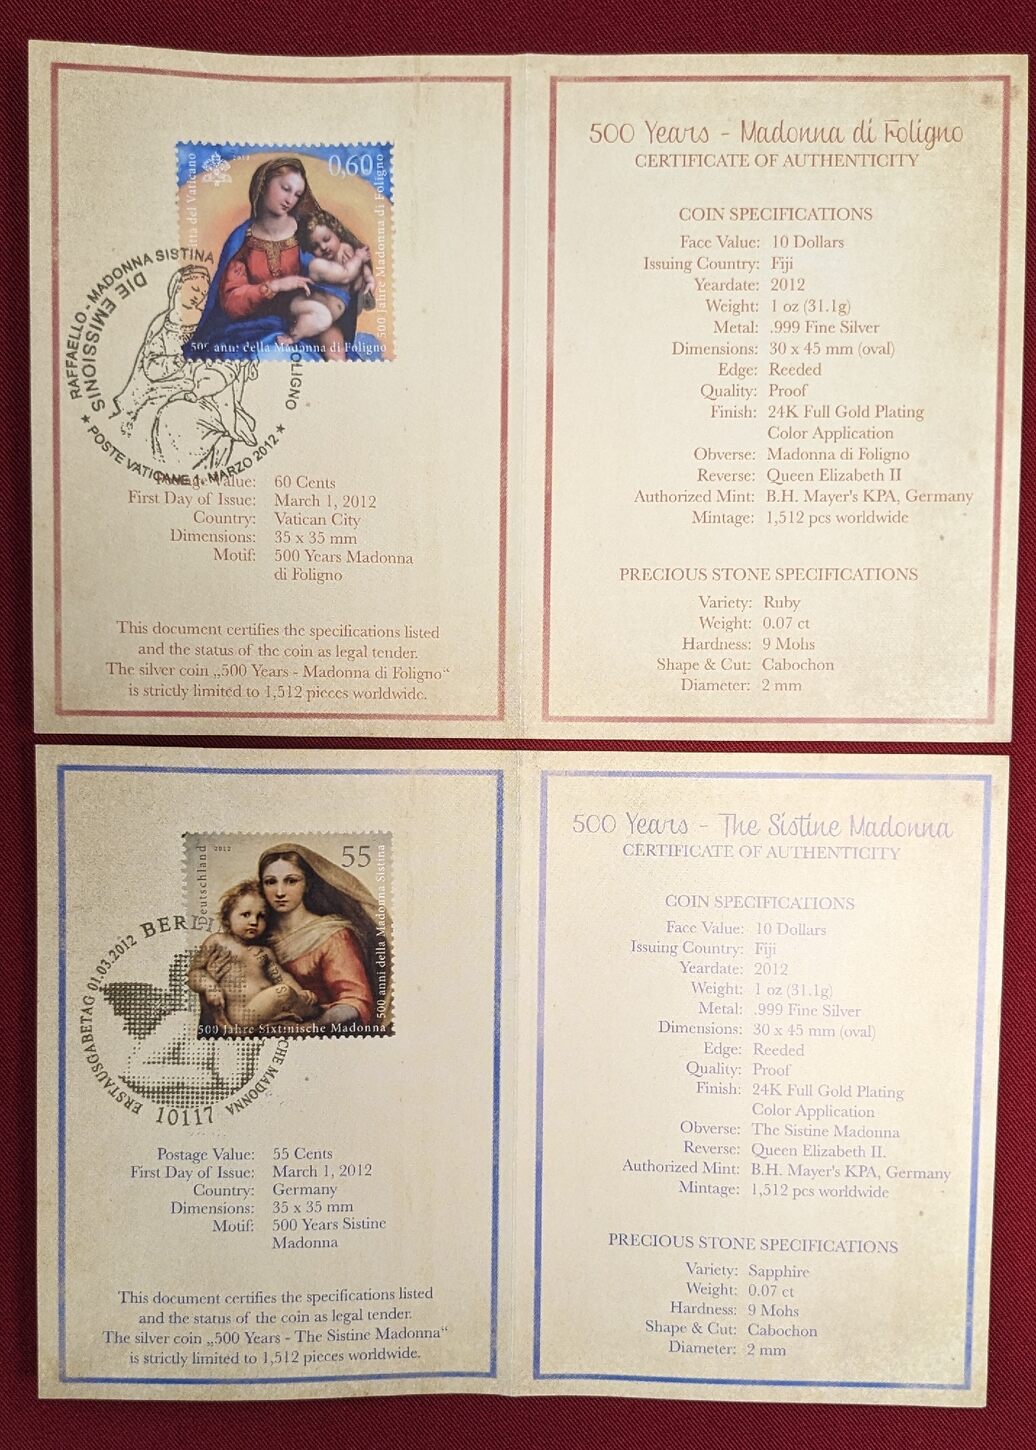 Città del Vaticano
2012
0,60
500 Jahre Madonna di Foligno
500 anni della Madonna di Foligno
RAFFAELLO - MADONNA SISTINA
DIE EMISSIONIS
FOLIGNO
★ POSTE VATICANE 1. MARZO 2012 ★
Postage Value: 60 Cents
First Day of Issue: March 1, 2012
Country: Vatican City
Dimensions: 35 x 35 mm
Motif: 500 Years Madonna
di Foligno
This document certifies the specifications listed
and the status of the coin as legal tender.
The silver coin „500 Years - Madonna di Foligno“
is strictly limited to 1,512 pieces worldwide.
500 Years - Madonna di Foligno
CERTIFICATE OF AUTHENTICITY
COIN SPECIFICATIONS
Face Value: 10 Dollars
Issuing Country: Fiji
Yeardate: 2012
Weight: 1 oz (31.1g)
Metal: .999 Fine Silver
Dimensions: 30 x 45 mm (oval)
Edge: Reeded
Quality: Proof
Finish: 24K Full Gold Plating
Color Application
Obverse: Madonna di Foligno
Reverse: Queen Elizabeth II
Authorized Mint: B.H. Mayer's KPA, Germany
Mintage: 1,512 pcs worldwide
PRECIOUS STONE SPECIFICATIONS
Variety: Ruby
Weight: 0.07 ct
Hardness: 9 Mohs
Shape & Cut: Cabochon
Diameter: 2 mm
Deutschland
2012
55
500 anni della Madonna Sistina
500 Jahre Sixtinische Madonna
ERSTAUSGABETAG 01.03.2012 BERLIN
MADONNA
10117
Postage Value: 55 Cents
First Day of Issue: March 1, 2012
Country: Germany
Dimensions: 35 x 35 mm
Motif: 500 Years Sistine
Madonna
This document certifies the specifications listed
and the status of the coin as legal tender.
The silver coin „500 Years - The Sistine Madonna“
is strictly limited to 1,512 pieces worldwide.
500 Years - The Sistine Madonna
CERTIFICATE OF AUTHENTICITY
COIN SPECIFICATIONS
Face Value: 10 Dollars
Issuing Country: Fiji
Yeardate: 2012
Weight: 1 oz (31.1g)
Metal: .999 Fine Silver
Dimensions: 30 x 45 mm (oval)
Edge: Reeded
Quality: Proof
Finish: 24K Full Gold Plating
Color Application
Obverse: The Sistine Madonna
Reverse: Queen Elizabeth II.
Authorized Mint: B.H. Mayer's KPA, Germany
Mintage: 1,512 pcs worldwide
PRECIOUS STONE SPECIFICATIONS
Variety: Sapphire
Weight: 0.07 ct
Hardness: 9 Mohs
Shape & Cut: Cabochon
Diameter: 2 mm